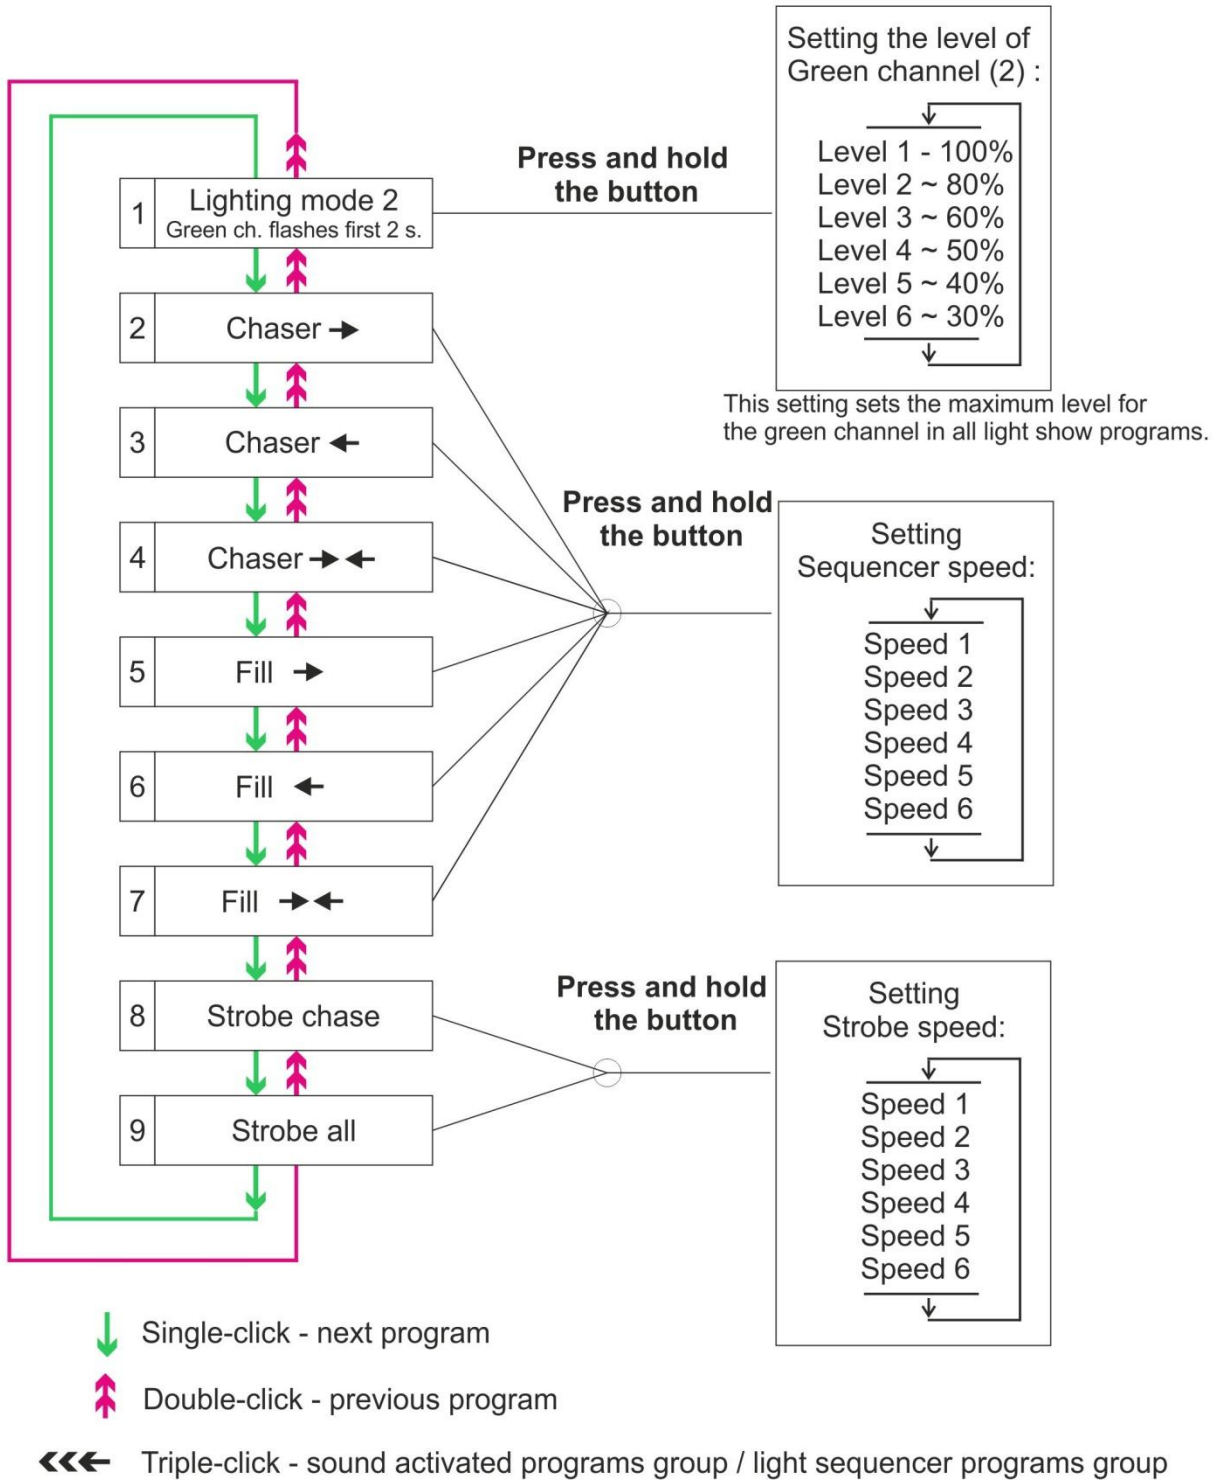 Setting the level of
Green channel (2) :
Level 1 - 100%
Level 2 ~ 80%
Level 3 ~ 60%
Level 4 ~ 50%
Level 5 ~ 40%
Level 6 ~ 30%
This setting sets the maximum level for
the green channel in all light show programs.
Press and hold
the button
1
Lighting mode 2
Green ch. flashes first 2 s.
2
Chaser
3
Chaser
4
Chaser
5
Fill
6
Fill
7
Fill
8
Strobe chase
9
Strobe all
Press and hold
the button
Setting
Sequencer speed:
Speed 1
Speed 2
Speed 3
Speed 4
Speed 5
Speed 6
Press and hold
the button
Setting
Strobe speed:
Speed 1
Speed 2
Speed 3
Speed 4
Speed 5
Speed 6
Single-click - next program
Double-click - previous program
Triple-click - sound activated programs group / light sequencer programs group